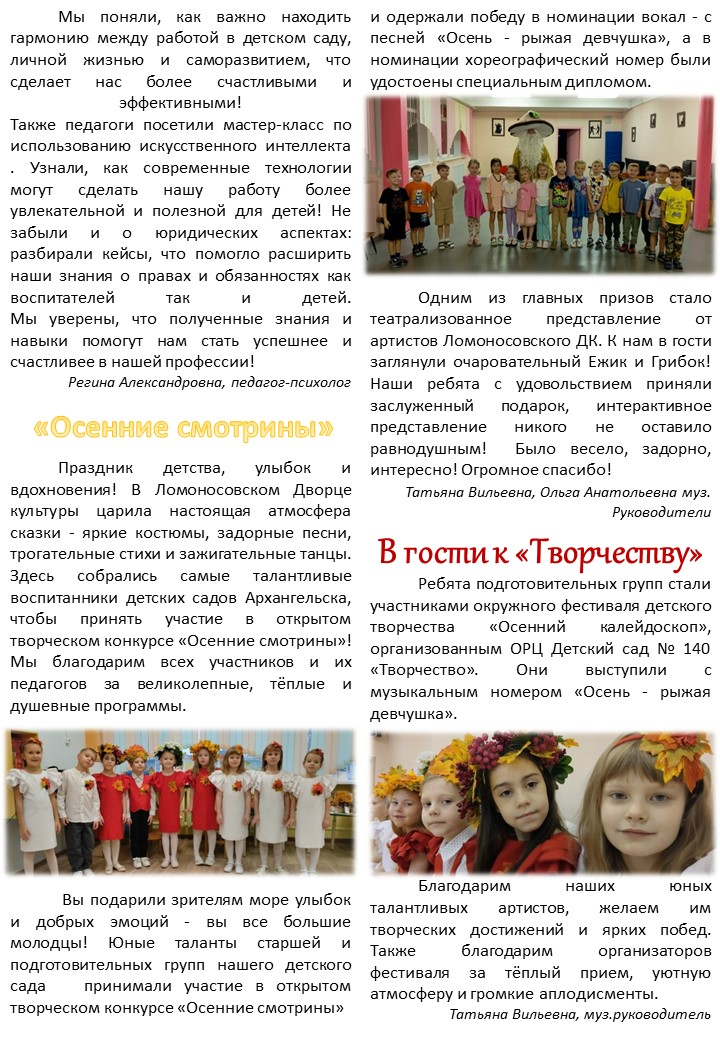 Мы поняли, как важно находить
гармонию между работой в детском саду,
личной жизнью и саморазвитием, что
сделает нас более счастливыми и
эффективными!
Также педагоги посетили мастер-класс по
использованию искусственного интеллекта
. Узнали, как современные технологии
могут сделать нашу работу более
увлекательной и полезной для детей! Не
забыли и о юридических аспектах:
разбирали кейсы, что помогло расширить
наши знания о правах и обязанностях как
воспитателей так и детей.
Мы уверены, что полученные знания и
навыки помогут нам стать успешнее и
счастливее в нашей профессии!
Регина Александровна, педагог-психолог
«Осенние смотрины»
Праздник детства, улыбок и
вдохновения! В Ломоносовском Дворце
культуры царила настоящая атмосфера
сказки - яркие костюмы, задорные песни,
трогательные стихи и зажигательные танцы.
Здесь собрались самые талантливые
воспитанники детских садов Архангельска,
чтобы принять участие в открытом
творческом конкурсе «Осенние смотрины»!
Мы благодарим всех участников и их
педагогов за великолепные, тёплые и
душевные программы.
Вы подарили зрителям море улыбок
и добрых эмоций - вы все большие
молодцы! Юные таланты старшей и
подготовительных групп нашего детского
сада принимали участие в открытом
творческом конкурсе «Осенние смотрины»
и одержали победу в номинации вокал - с
песней «Осень - рыжая девчушка», а в
номинации хореографический номер были
удостоены специальным дипломом.
Одним из главных призов стало
театрализованное представление от
артистов Ломоносовского ДК. К нам в гости
заглянули очаровательный Ежик и Грибок!
Наши ребята с удовольствием приняли
заслуженный подарок, интерактивное
представление никого не оставило
равнодушным! Было весело, задорно,
интересно! Огромное спасибо!
Татьяна Вильевна, Ольга Анатольевна муз.
Руководители
В гости к «Творчеству»
Ребята подготовительных групп стали
участниками окружного фестиваля детского
творчества «Осенний калейдоскоп»,
организованным ОРЦ Детский сад № 140
«Творчество». Они выступили с
музыкальным номером «Осень - рыжая
девчушка».
Благодарим наших юных
талантливых артистов, желаем им
творческих достижений и ярких побед.
Также благодарим организаторов
фестиваля за тёплый прием, уютную
атмосферу и громкие аплодисменты.
Татьяна Вильевна, муз.руководитель